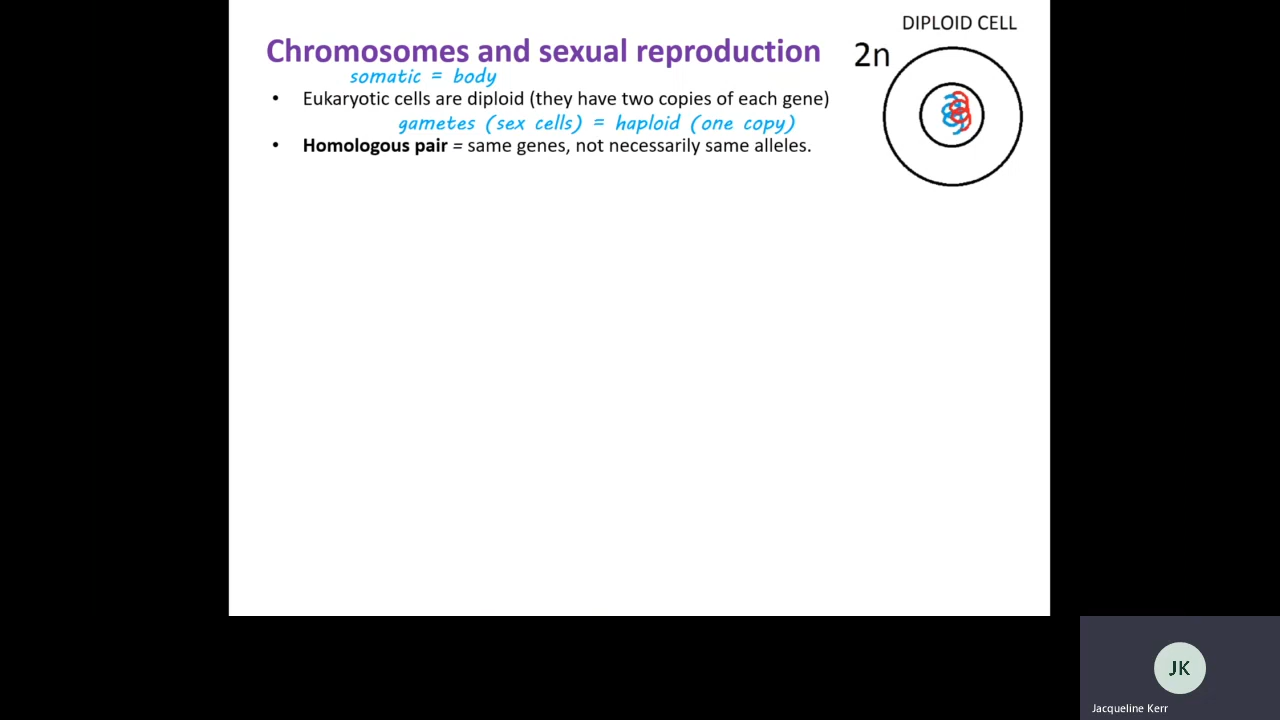 DIPLOID CELL
Chromosomes and sexual reproduction
2n
somatic = body
• Eukaryotic cells are diploid (they have two copies of each gene)
gametes (sex cells) = haploid (one copy)
• Homologous pair = same genes, not necessarily same alleles.
JK
Jacqueline Kerr